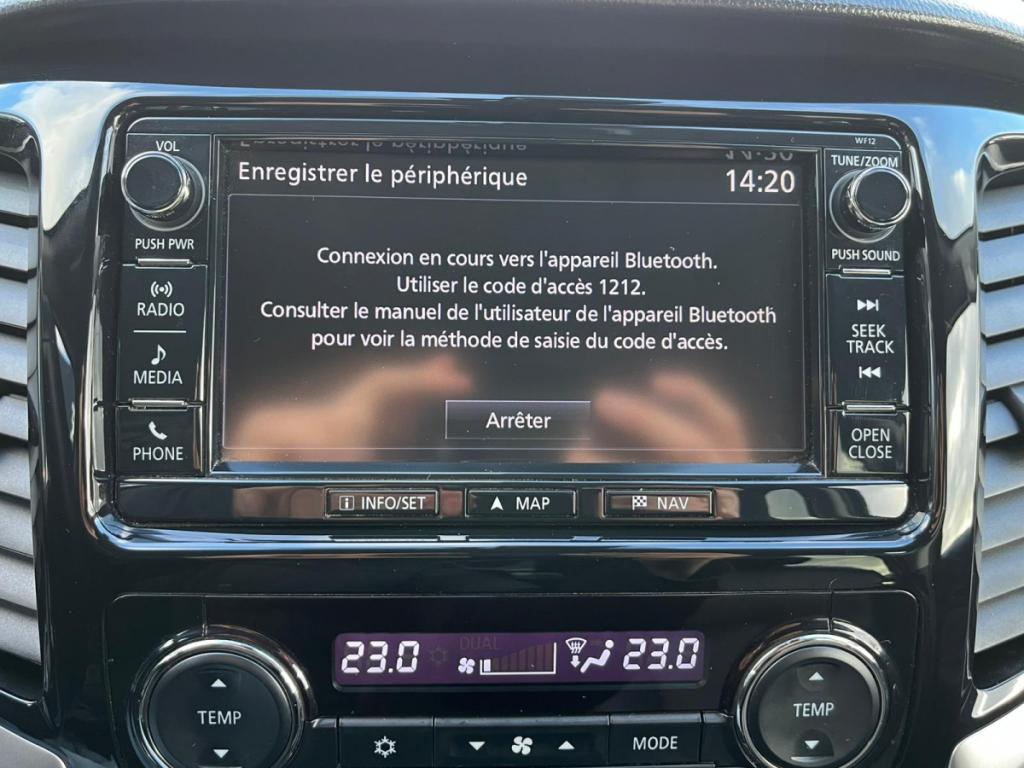 WF12
VOL
TUNE/ZOOM
Enregistrer le périphérique
14:20
PUSH PWR
PUSH SOUND
Connexion en cours vers l'appareil Bluetooth.
Utiliser le code d'accès 1212.
Consulter le manuel de l'utilisateur de l'appareil Bluetooth
pour voir la méthode de saisie du code d'accès.
RADIO
SEEK
TRACK
MEDIA
Arrêter
PHONE
OPEN
CLOSE
i INFO/SET
MAP
NAV
DUAL
23.0
23.0
TEMP
TEMP
MODE